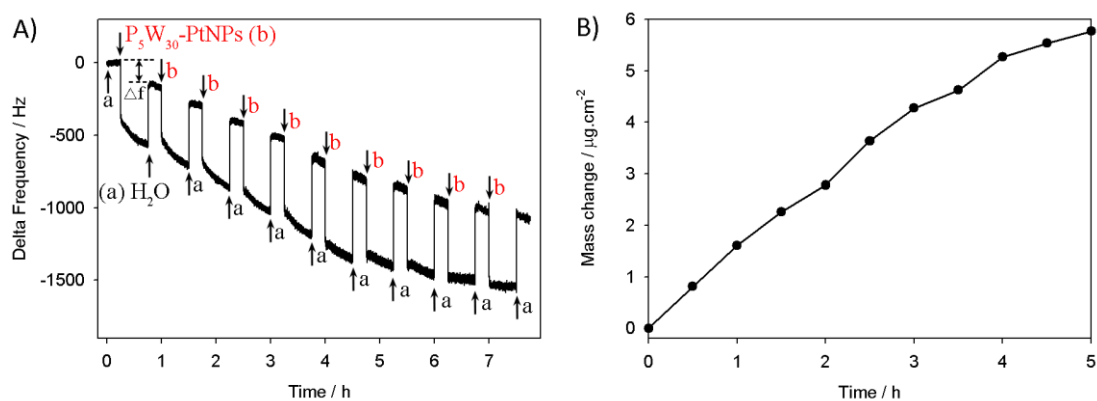 A)
P₅W₃₀-PtNPs (b)
Delta Frequency / Hz
0
-500
-1000
-1500
a
△f
b
b
b
b
b
b
b
b
b
(a) H₂O
a
a
a
a
a
a
a
a
a
0 1 2 3 4 5 6 7
Time / h
B)
Mass change / µg.cm⁻²
6
5
4
3
2
1
0
0 1 2 3 4 5
Time / h